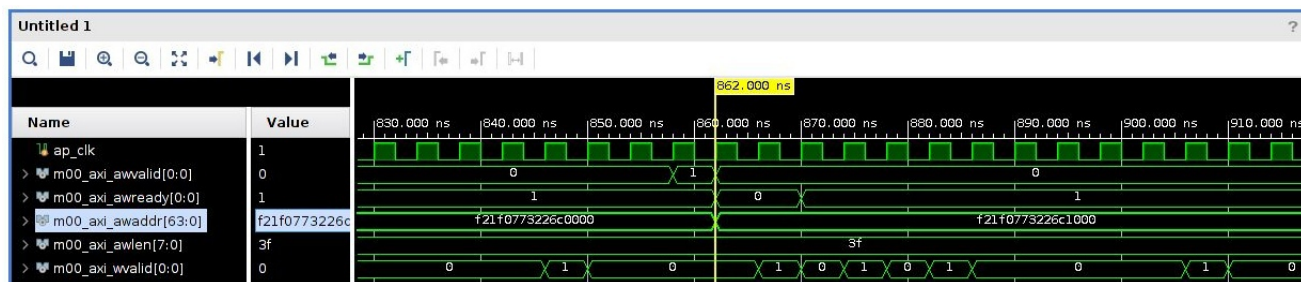 Untitled 1 ?
862.000 ns
Name Value 830.000 ns 840.000 ns 850.000 ns 860.000 ns 870.000 ns 880.000 ns 890.000 ns 900.000 ns 910.000 ns
ap_clk 1
m00_axi_awvalid[0:0] 0 0 1 0
m00_axi_awready[0:0] 1 1 0 1
m00_axi_awaddr[63:0] f21f0773226c f21f0773226c0000 f21f0773226c1000
m00_axi_awlen[7:0] 3f 3f
m00_axi_wvalid[0:0] 0 0 1 0 1 0 1 0 1 0 1 0